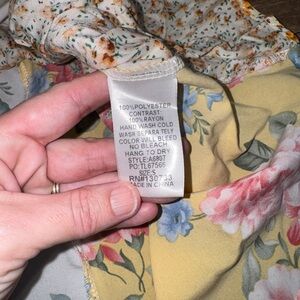 100%POLYESTER
CONTRAST
100%RAYON
HAND WASH COLD
WASH SEPARATELY
COLOR WILL BLEED
NO BLEACH
HANG TO DRY
STYLE:A6807
PO:TL67566
SIZE:S
RN#130733
MADE IN CHINA